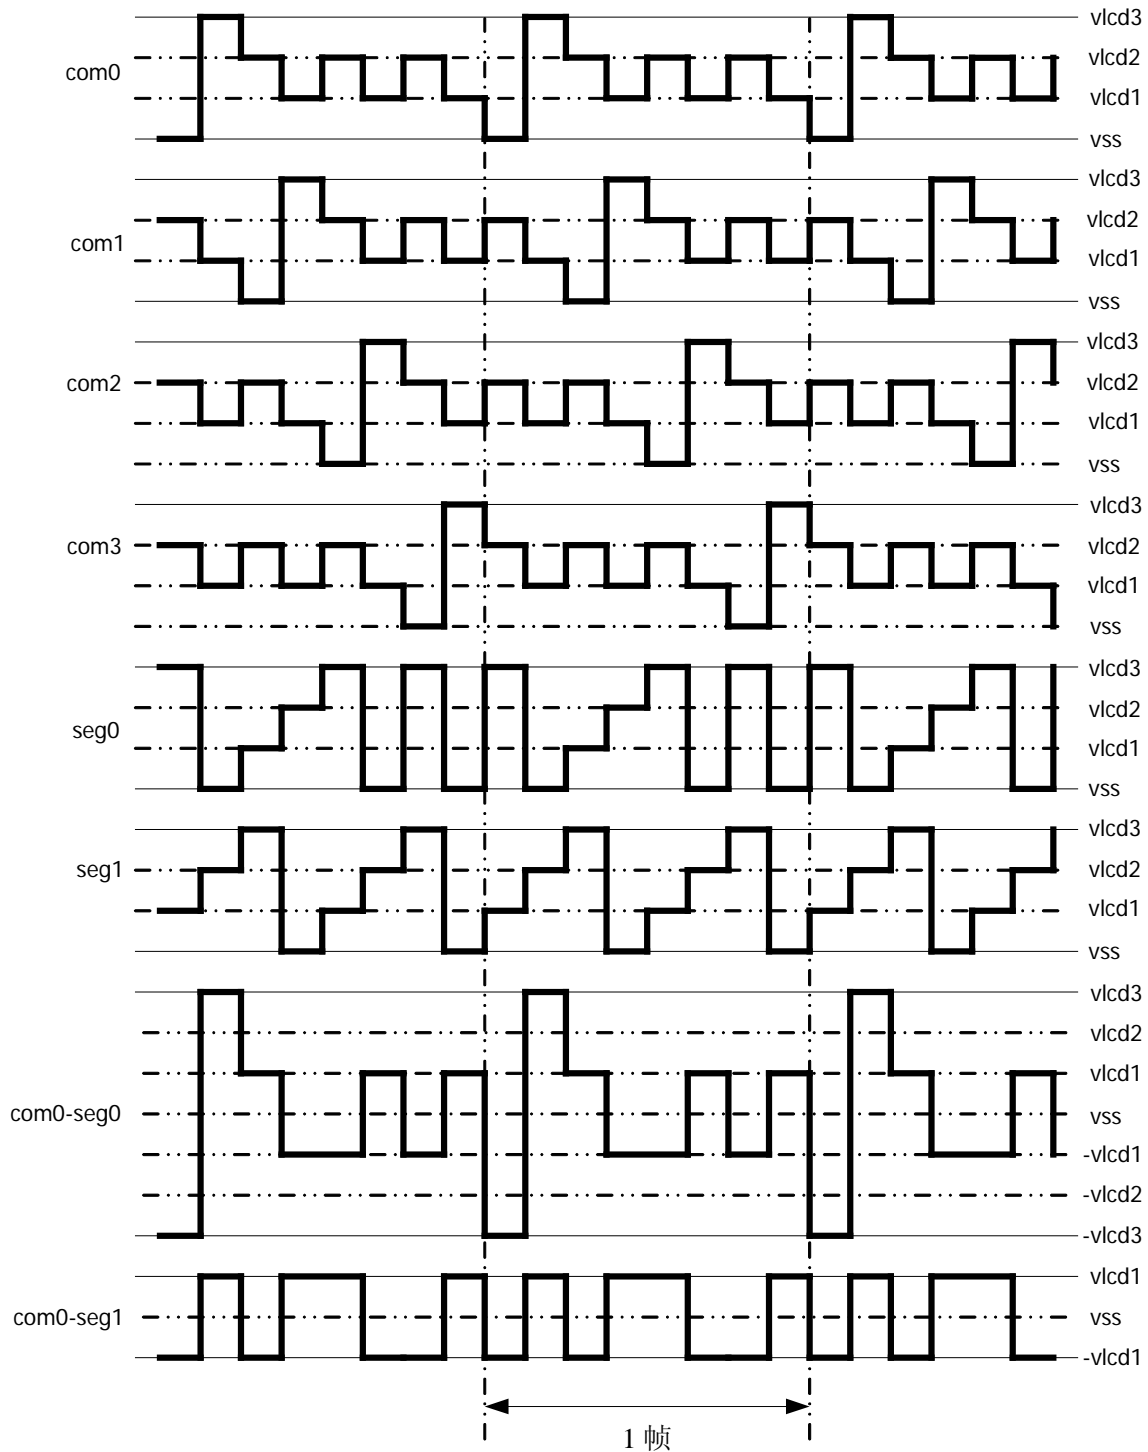 vlcd3
com0
vlcd2
vlcd1
vss
vlcd3
com1
vlcd2
vlcd1
vss
vlcd3
com2
vlcd2
vlcd1
vss
vlcd3
com3
vlcd2
vlcd1
vss
vlcd3
vlcd2
seg0
vlcd1
vss
vlcd3
seg1
vlcd2
vlcd1
vss
vlcd3
vlcd2
vlcd1
com0-seg0
vss
-vlcd1
-vlcd2
-vlcd3
vlcd1
com0-seg1
vss
-vlcd1
1 帧